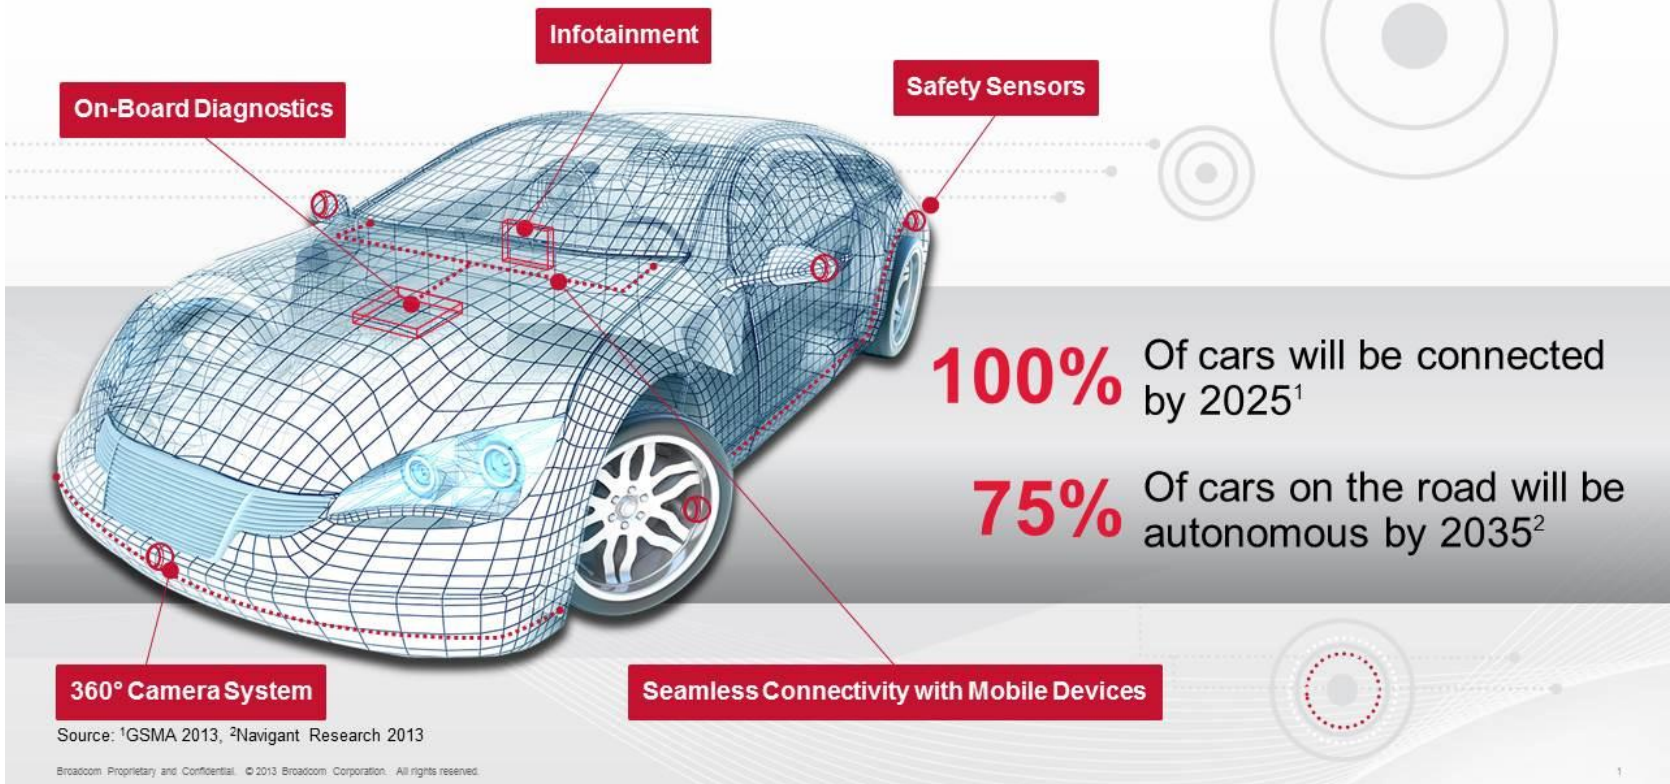 Infotainment
Safety Sensors
On-Board Diagnostics
100% Of cars will be connected
by 2025¹
75% Of cars on the road will be
autonomous by 2035²
360° Camera System
Seamless Connectivity with Mobile Devices
Source: ¹GSMA 2013, ²Navigant Research 2013
Broadcom Proprietary and Confidential. © 2013 Broadcom Corporation. All rights reserved.
1